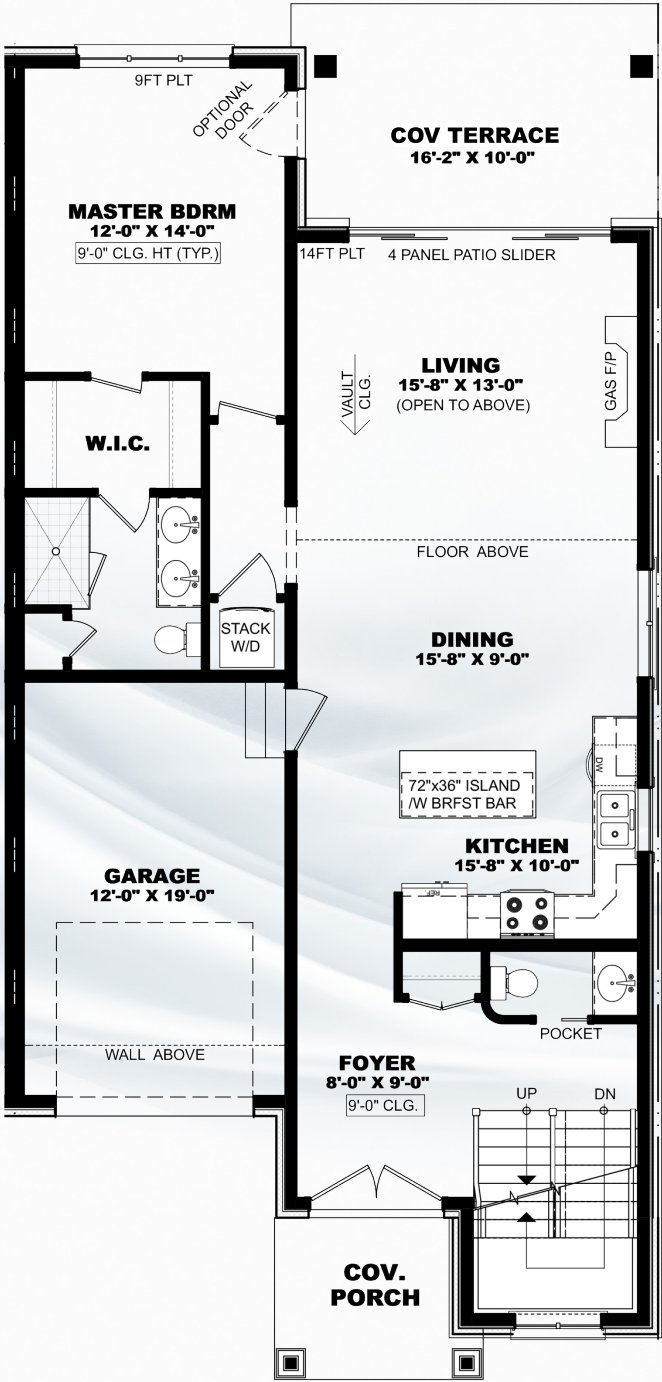 9FT PLT
OPTIONAL
DOOR
COV TERRACE
16'-2" X 10'-0"
MASTER BDRM
12'-0" X 14'-0"
9'-0" CLG. HT (TYP.)
14FT PLT
4 PANEL PATIO SLIDER
VAULT
CLG.
LIVING
15'-8" X 13'-0"
(OPEN TO ABOVE)
GAS F/P
W.I.C.
FLOOR ABOVE
STACK
W/D
DINING
15'-8" X 9'-0"
DW
72"x36" ISLAND
/W BRFST BAR
KITCHEN
15'-8" X 10'-0"
REF.
GARAGE
12'-0" X 19'-0"
WALL ABOVE
POCKET
FOYER
8'-0" X 9'-0"
9'-0" CLG.
UP
DN
COV.
PORCH